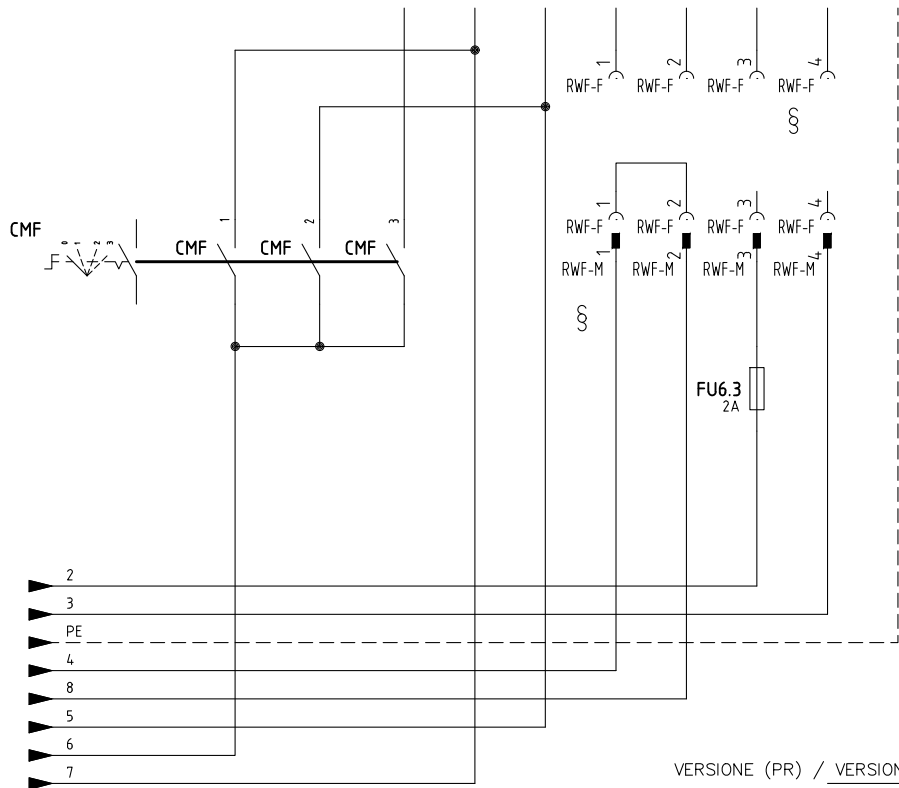 1 2 3 4
RWF-F RWF-F RWF-F RWF-F
§
1 2 3
CMF
0 1 2 3
CMF CMF CMF
1 2 3 4
RWF-F RWF-F RWF-F RWF-F
1 2 3 4
RWF-M RWF-M RWF-M RWF-M
§
FU6.3
2A
2
3
PE
4
8
5
6
7
VERSIONE (PR) /